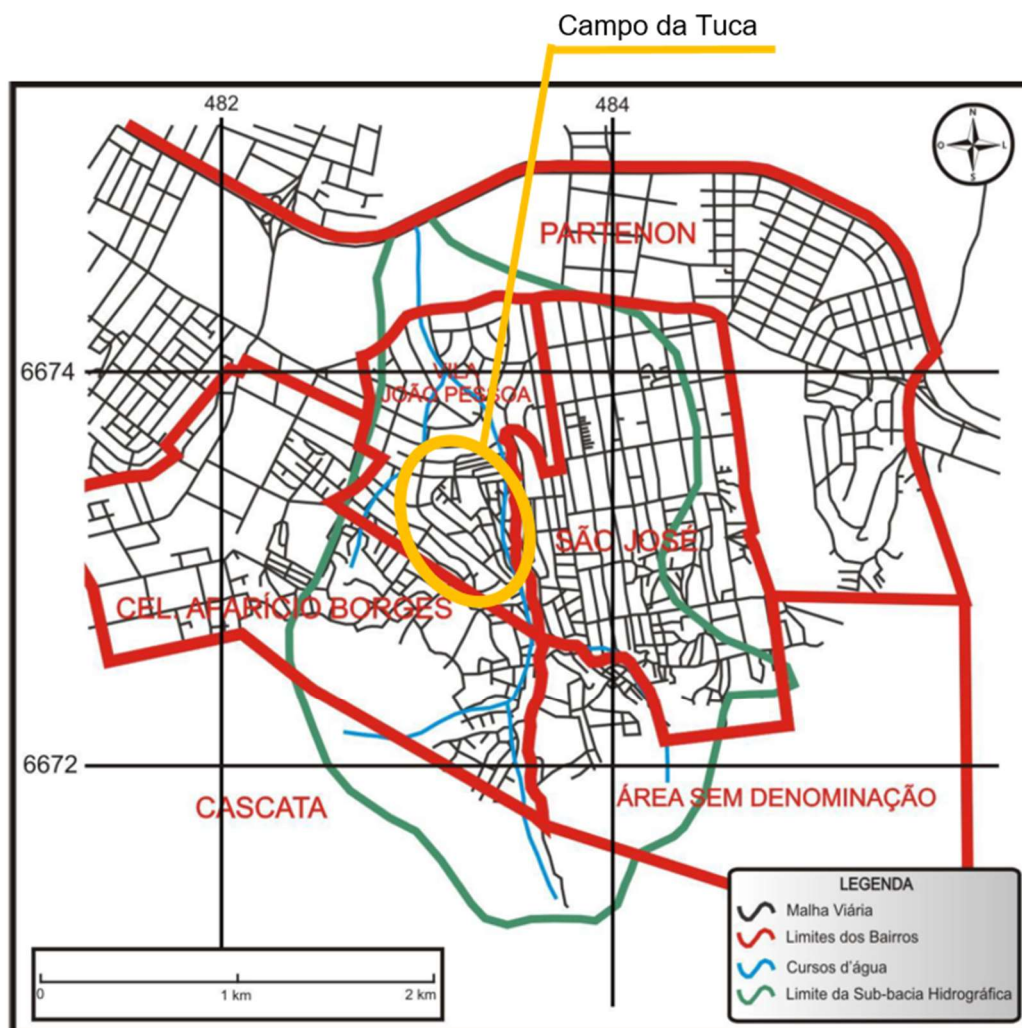 Campo da Tuca
482
484
N
O
L
S
PARTENON
6674
VILA
JOÃO PESSOA
SÃO JOSÉ
CEL. APARÍCIO BORGES
6672
CASCATA
ÁREA SEM DENOMINAÇÃO
LEGENDA
Malha Viária
Limites dos Bairros
Cursos d'água
Limite da Sub-bacia Hidrográfica
0
1 km
2 km